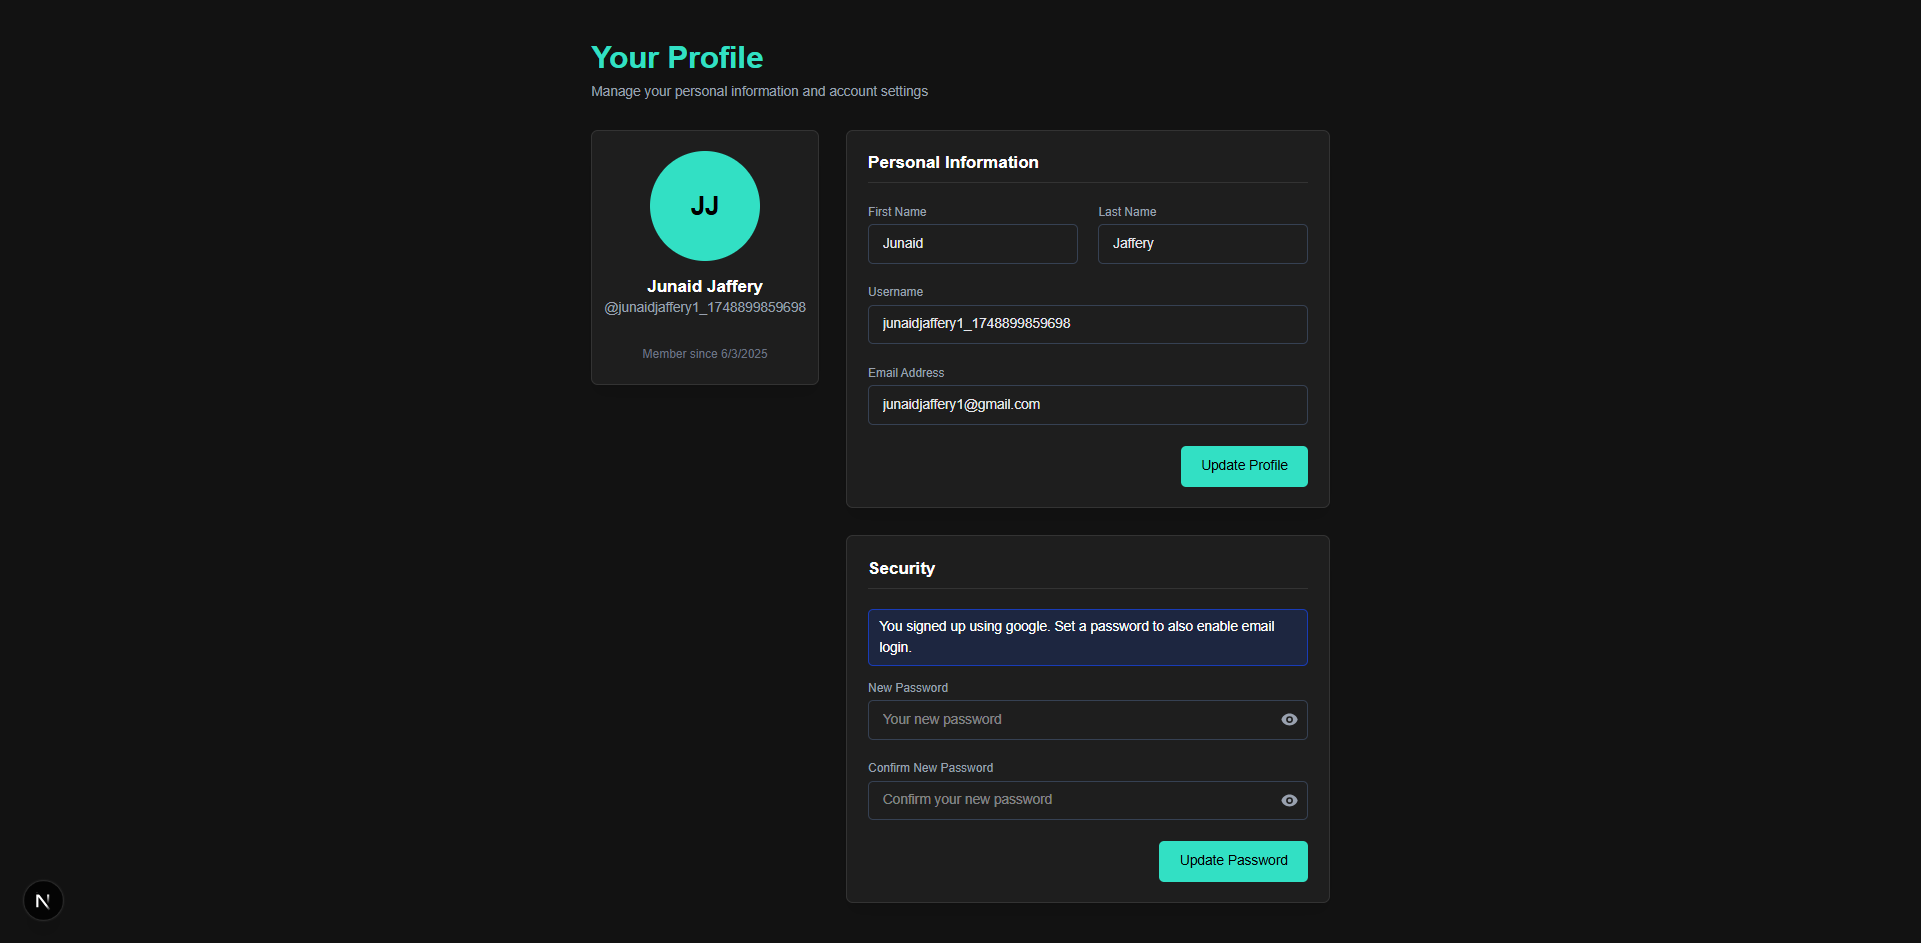 Your Profile
Manage your personal information and account settings
JJ
Junaid Jaffery
@junaidjaffery1_1748899859698
Member since 6/3/2025
Personal Information
First Name
Last Name
Junaid
Jaffery
Username
junaidjaffery1_1748899859698
Email Address
junaidjaffery1@gmail.com
Update Profile
Security
You signed up using google. Set a password to also enable email
login.
New Password
Your new password
Confirm New Password
Confirm your new password
Update Password
N